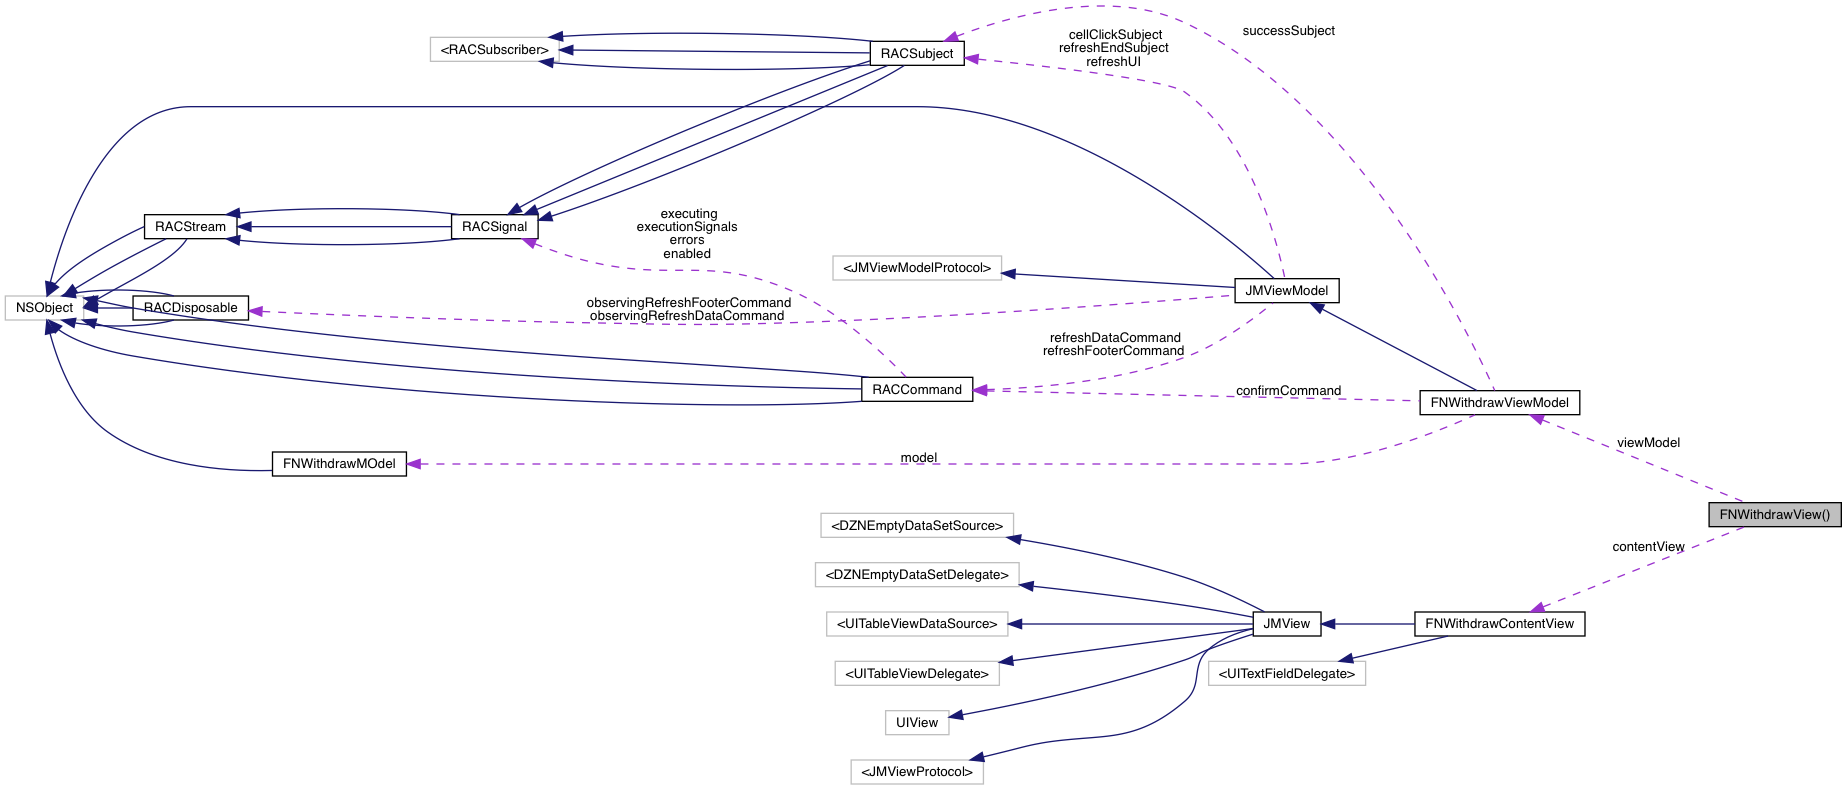 successSubject
cellClickSubject
refreshEndSubject
refreshUI
<RACSubscriber>
RACSubject
executing
executionSignals
errors
enabled
RACStream
RACSignal
<JMViewModelProtocol>
JMViewModel
NSObject
RACDisposable
observingRefreshFooterCommand
observingRefreshDataCommand
refreshDataCommand
refreshFooterCommand
RACCommand
confirmCommand
FNWithdrawViewModel
viewModel
FNWithdrawMOdel
model
FNWithdrawView()
<DZNEmptyDataSetSource>
contentView
<DZNEmptyDataSetDelegate>
<UITableViewDataSource>
JMView
FNWithdrawContentView
<UITableViewDelegate>
<UITextFieldDelegate>
UIView
<JMViewProtocol>